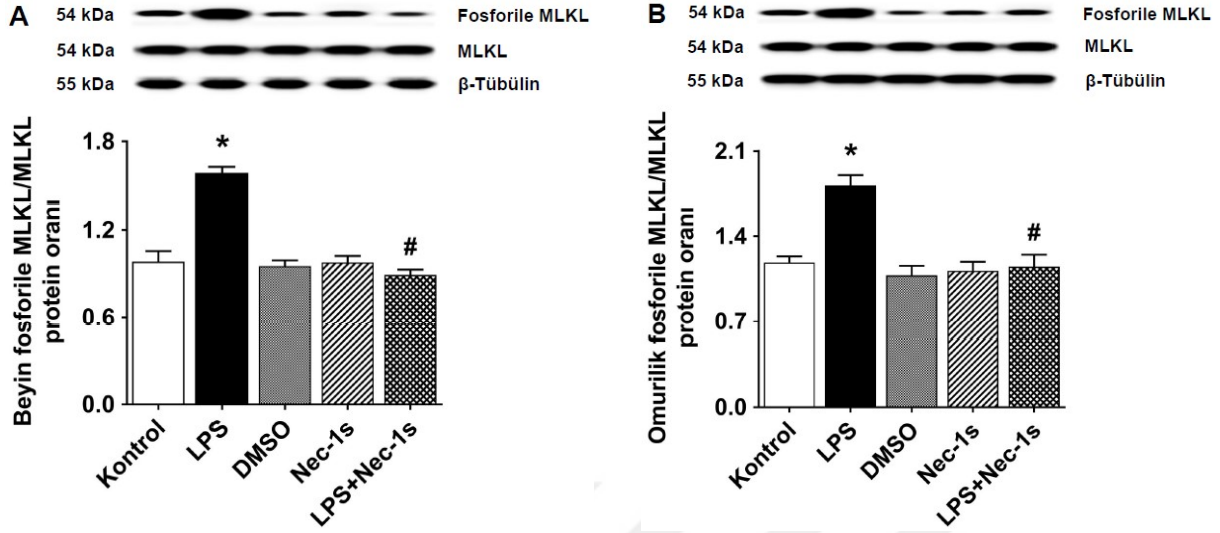 A
54 kDa Fosforile MLKL
54 kDa MLKL
55 kDa β-Tübülin
Beyin fosforile MLKL/MLKL
protein oranı
1.8
1.2
0.6
0.0
*
#
Kontrol
LPS
DMSO
Nec-1s
LPS+Nec-1s
B
54 kDa Fosforile MLKL
54 kDa MLKL
55 kDa β-Tübülin
Omurilik fosforile MLKL/MLKL
protein oranı
2.1
1.4
0.7
0.0
*
#
Kontrol
LPS
DMSO
Nec-1s
LPS+Nec-1s